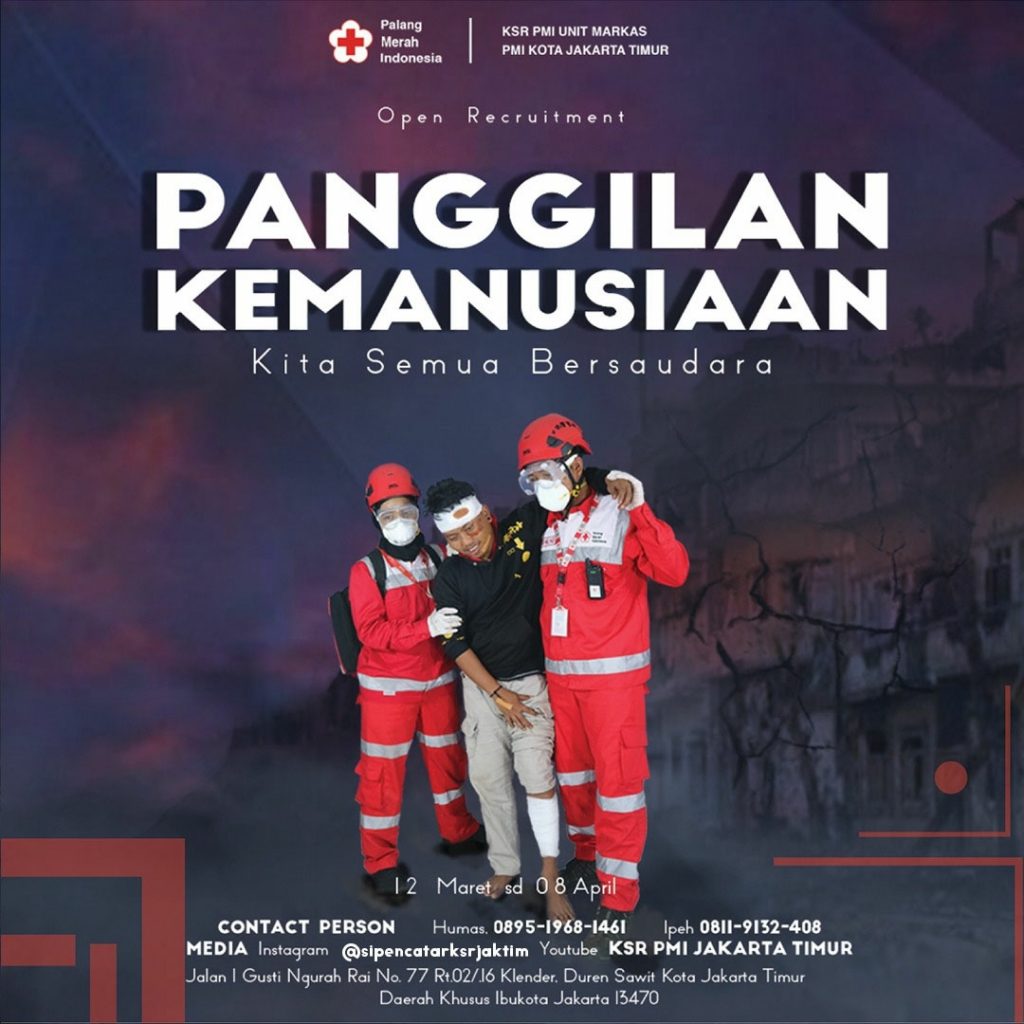 Palang
Merah
Indonesia
KSR PMI UNIT MARKAS
PMI KOTA JAKARTA TIMUR
Open Recruitment
PANGGILAN
KEMANUSIAAN
Kita Semua Bersaudara
12 Maret sd 08 April
CONTACT PERSON Humas. 0895-1968-1461 Ipeh 0811-9132-408
MEDIA Instagram @sipencatarksrjaktim Youtube KSR PMI JAKARTA TIMUR
Jalan I Gusti Ngurah Rai No. 77 Rt.02/.16 Klender. Duren Sawit Kota Jakarta Timur
Daerah Khusus Ibukota Jakarta 13470